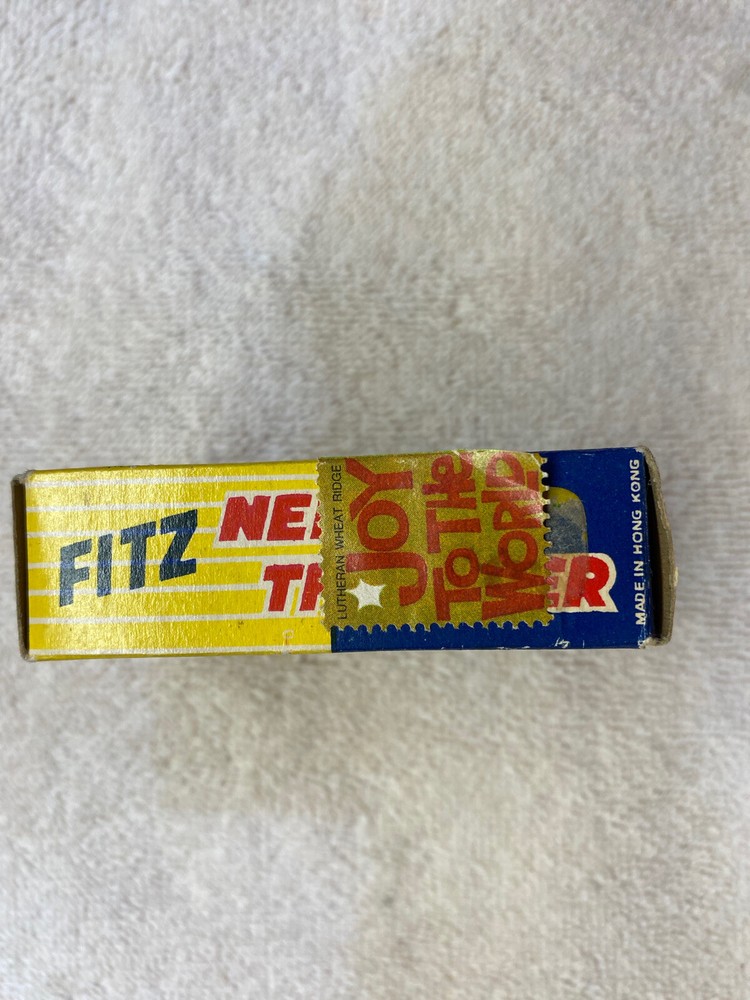 FITZ
LUTHERAN WHEAT RIDGE
JOY
TO THE
WORLD
MADE IN HONG KONG